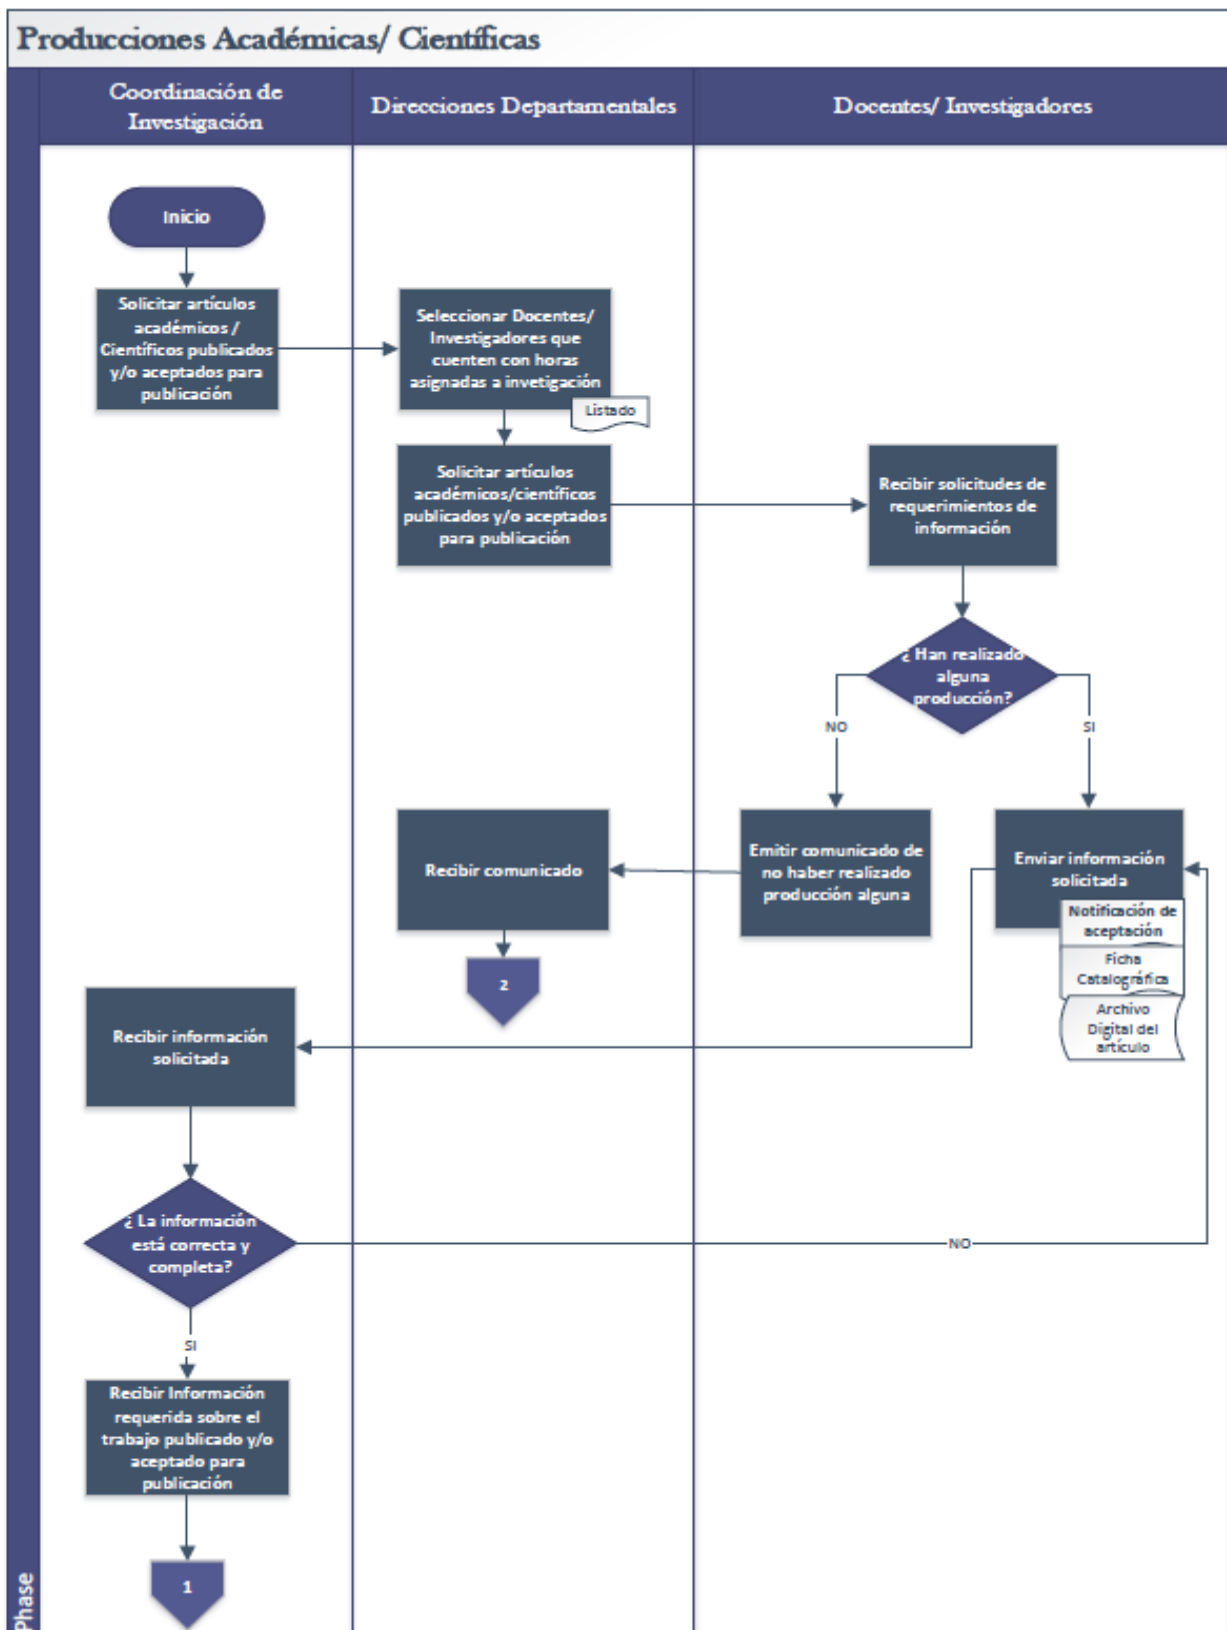 Producciones Académicas/ Científicas
Coordinación de
Investigación
Direcciones Departamentales
Docentes/ Investigadores
Inicio
Solicitar artículos
académicos /
Científicos publicados
y/o aceptados para
publicación
Seleccionar Docentes/
Investigadores que
cuenten con horas
asignadas a invetigación
Listado
Solicitar artículos
académicos/científicos
publicados y/o aceptados
para publicación
Recibir solicitudes de
requerimientos de
información
¿ Han realizado
alguna
producción?
NO
SI
Recibir comunicado
Emitir comunicado de
no haber realizado
producción alguna
Enviar información
solicitada
Notificación de
aceptación
Ficha
Catalográfica
Archivo
Digital del
artículo
2
Recibir información
solicitada
¿ La información
está correcta y
completa?
NO
SI
Recibir Información
requerida sobre el
trabajo publicado y/o
aceptado para
publicación
1
Phase